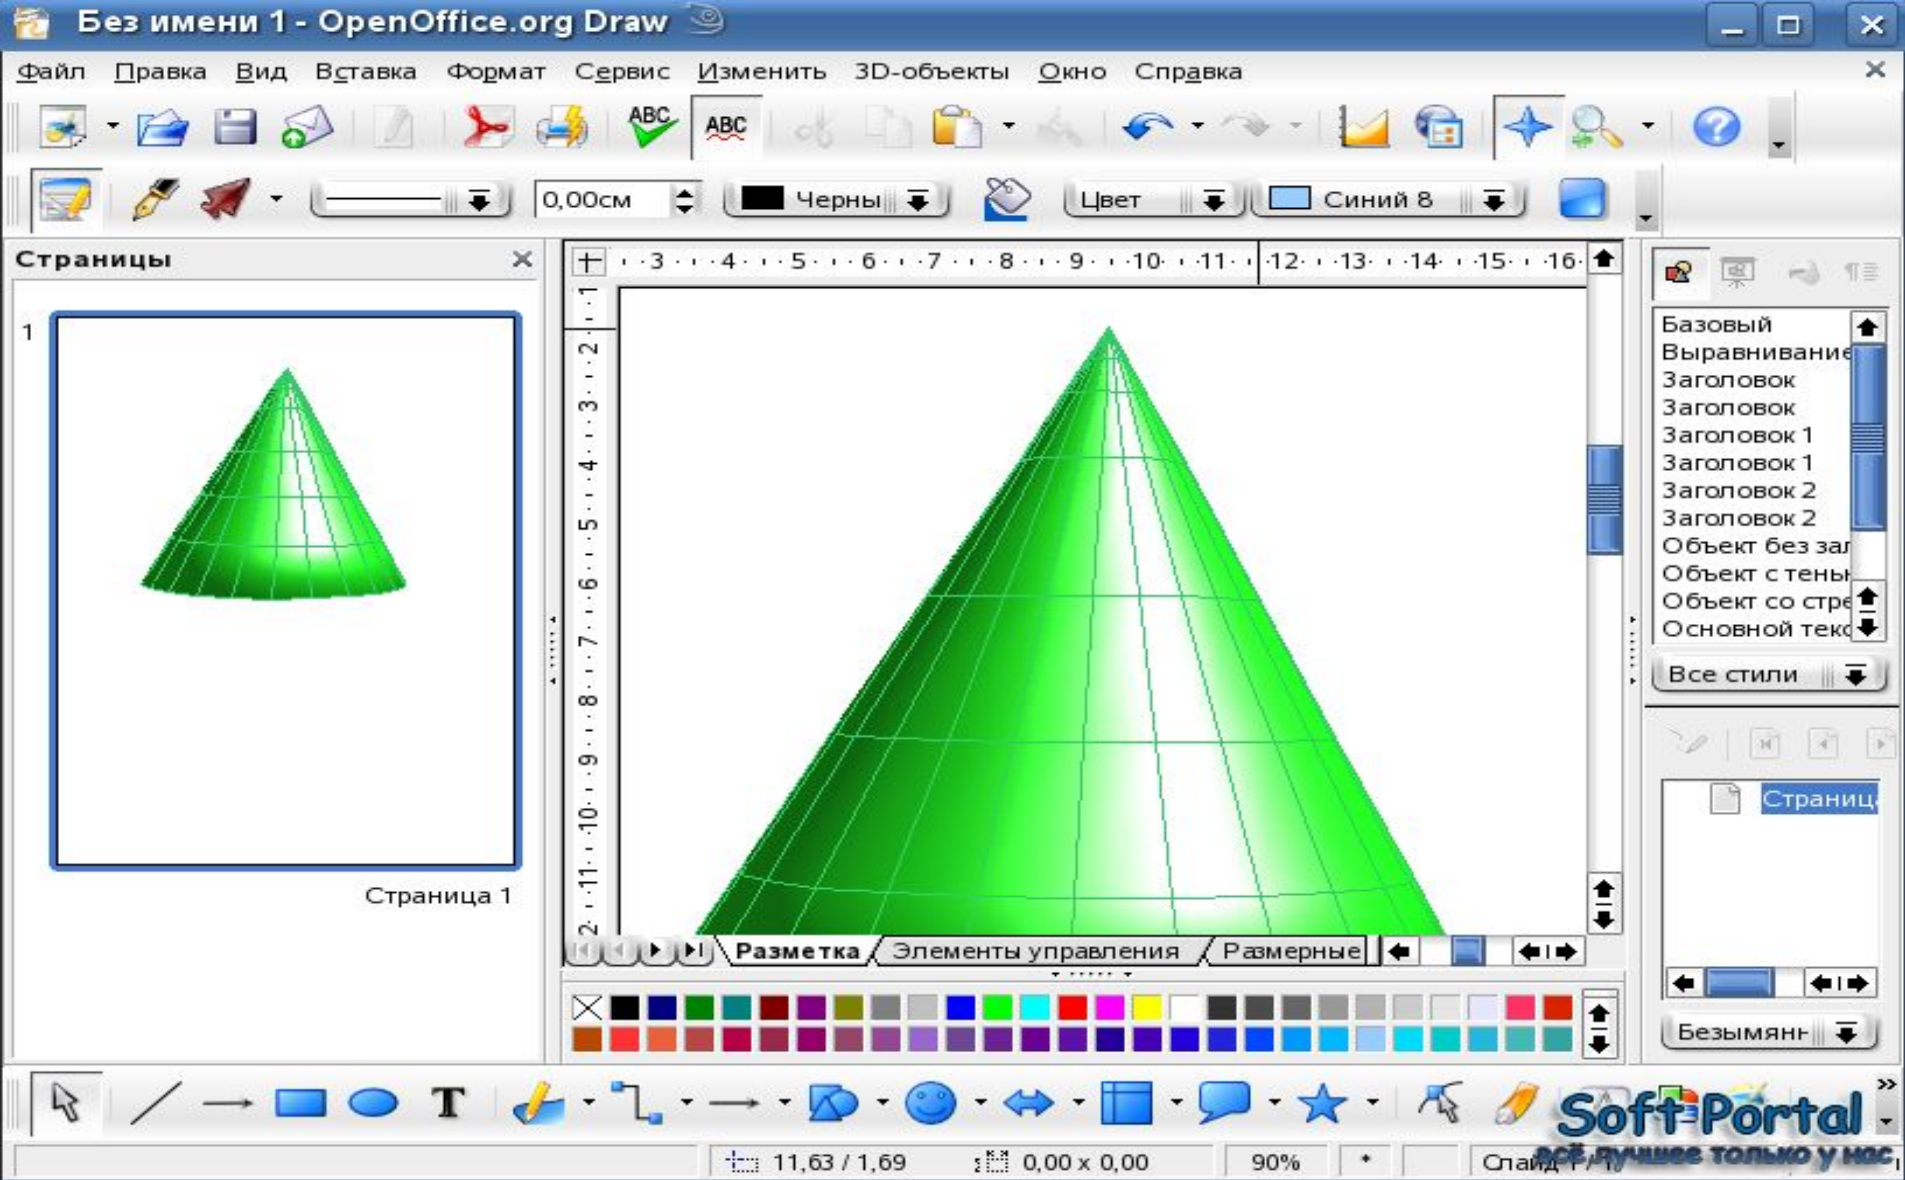 Без имени 1 - OpenOffice.org Draw
Файл Правка Вид Вставка Формат Сервис Изменить 3D-объекты Окно Справка
ABC ABC
0,00см Черны Цвет Синий 8
Страницы
3 4 5 6 7 8 9 10 11 12 13 14 15 16
1
1
2
3
4
5
6
7
8
9
10
11
Страница 1
Базовый
Выравнивание
Заголовок
Заголовок
Заголовок 1
Заголовок 1
Заголовок 2
Заголовок 2
Объект без зал
Объект с тенью
Объект со стре
Основной текс
Все стили
Страниц
Безымянн
Разметка Элементы управления Размерные
T
SoftPortal
всё лучшее только у нас
11,63 / 1,69 0,00 x 0,00 90% * Слайд 1 /